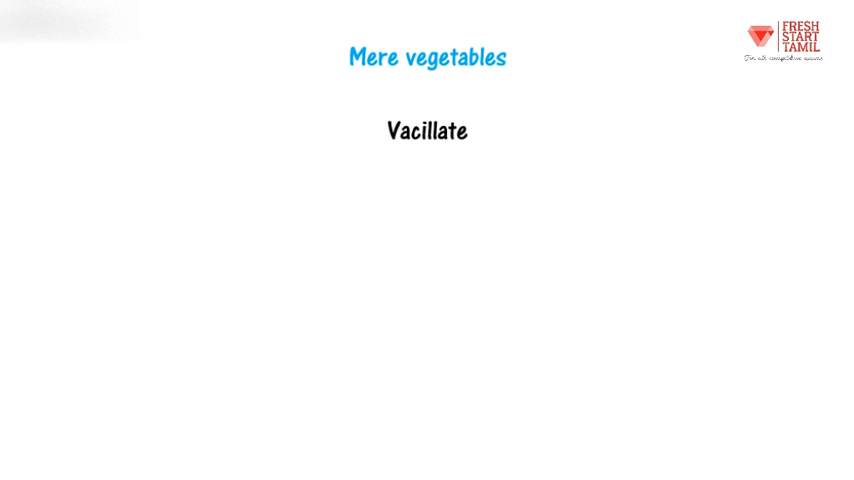 FRESH
START
TAMIL
For all competitive exams
Mere vegetables
Vacillate